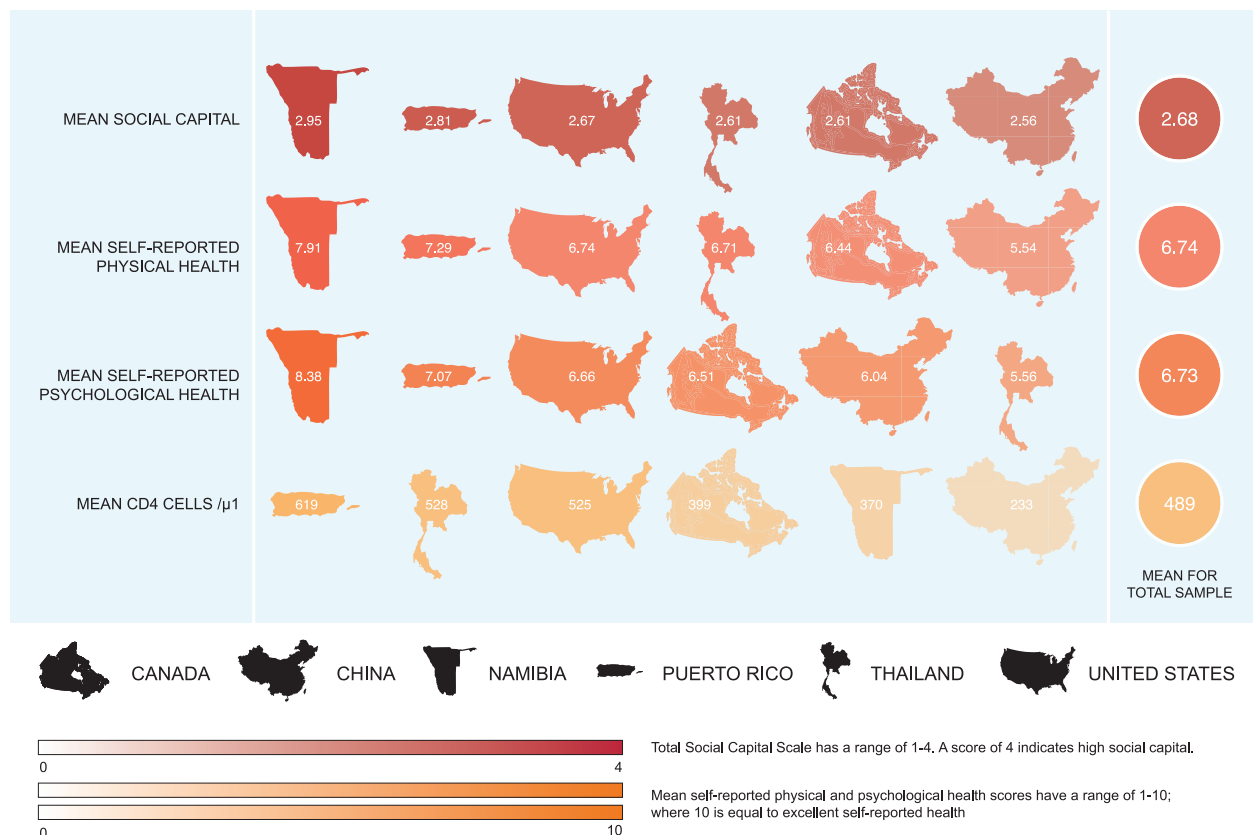 MEAN SOCIAL CAPITAL
2.95 2.81 2.67 2.61 2.61 2.56 2.68
MEAN SELF-REPORTED
PHYSICAL HEALTH
7.91 7.29 6.74 6.71 6.44 5.54 6.74
MEAN SELF-REPORTED
PSYCHOLOGICAL HEALTH
8.38 7.07 6.66 6.51 6.04 5.56 6.73
MEAN CD4 CELLS /µ1
619 528 525 399 370 233 489
MEAN FOR
TOTAL SAMPLE
CANADA CHINA NAMIBIA PUERTO RICO THAILAND UNITED STATES
0 4
Total Social Capital Scale has a range of 1-4. A score of 4 indicates high social capital.
Mean self-reported physical and psychological health scores have a range of 1-10;
where 10 is equal to excellent self-reported health
0 10